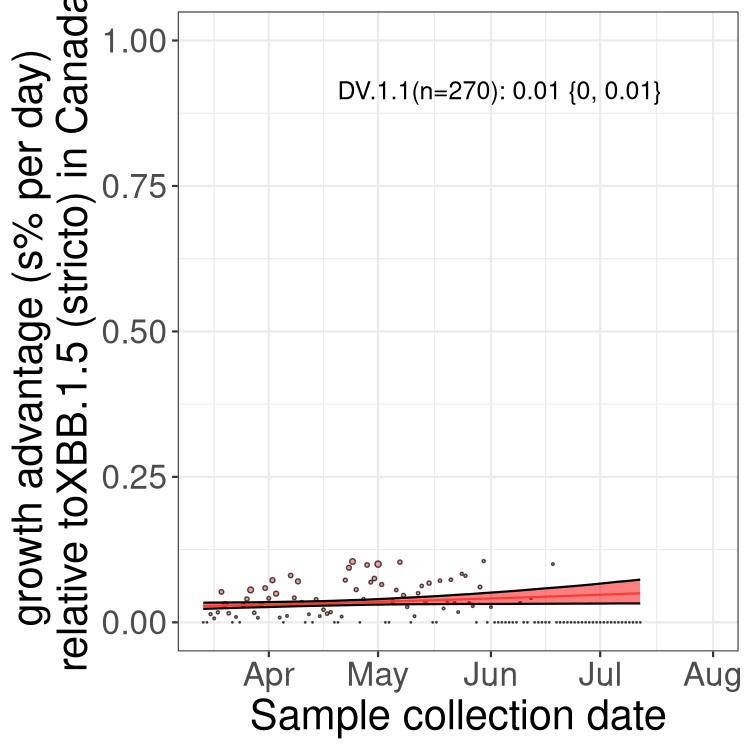 growth advantage (s% per day)
relative toXBB.1.5 (stricto) in Canada
1.00
0.75
0.50
0.25
0.00
DV.1.1(n=270): 0.01 {0, 0.01}
Apr May Jun Jul Aug
Sample collection date